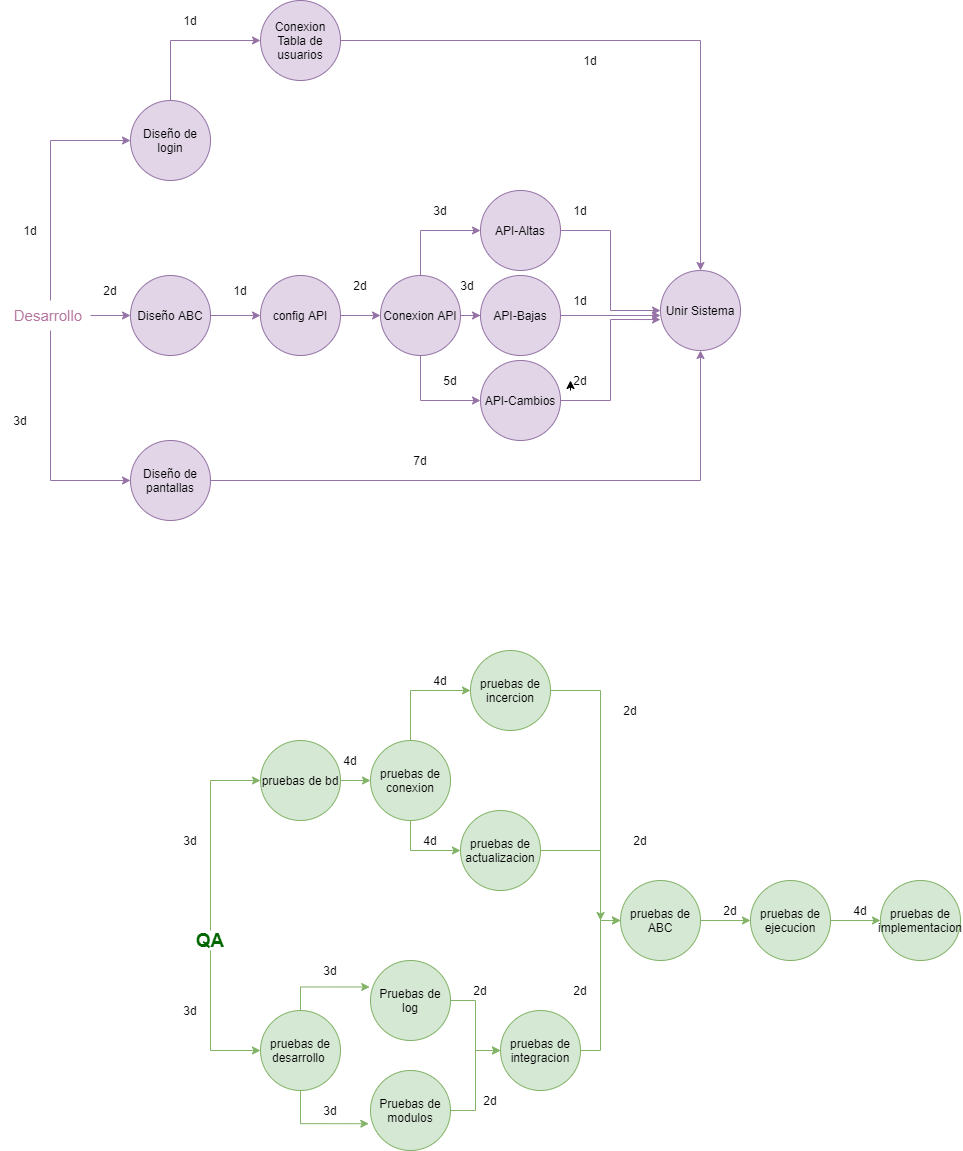 1d
Conexion
Tabla de
usuarios
1d
Diseño de
login
1d
3d
API-Altas
1d
2d
1d
2d
3d
1d
Desarrollo
Diseño ABC
config API
Conexion API
API-Bajas
Unir Sistema
5d
2d
API-Cambios
3d
Diseño de
pantallas
7d
4d
pruebas de
incercion
2d
pruebas de bd
4d
pruebas de
conexion
3d
4d
pruebas de
actualizacion
2d
QA
pruebas de
ABC
2d
pruebas de
ejecucion
4d
pruebas de
implementacion
3d
3d
Pruebas de
log
2d
2d
pruebas de
desarrollo
pruebas de
integracion
3d
Pruebas de
modulos
2d